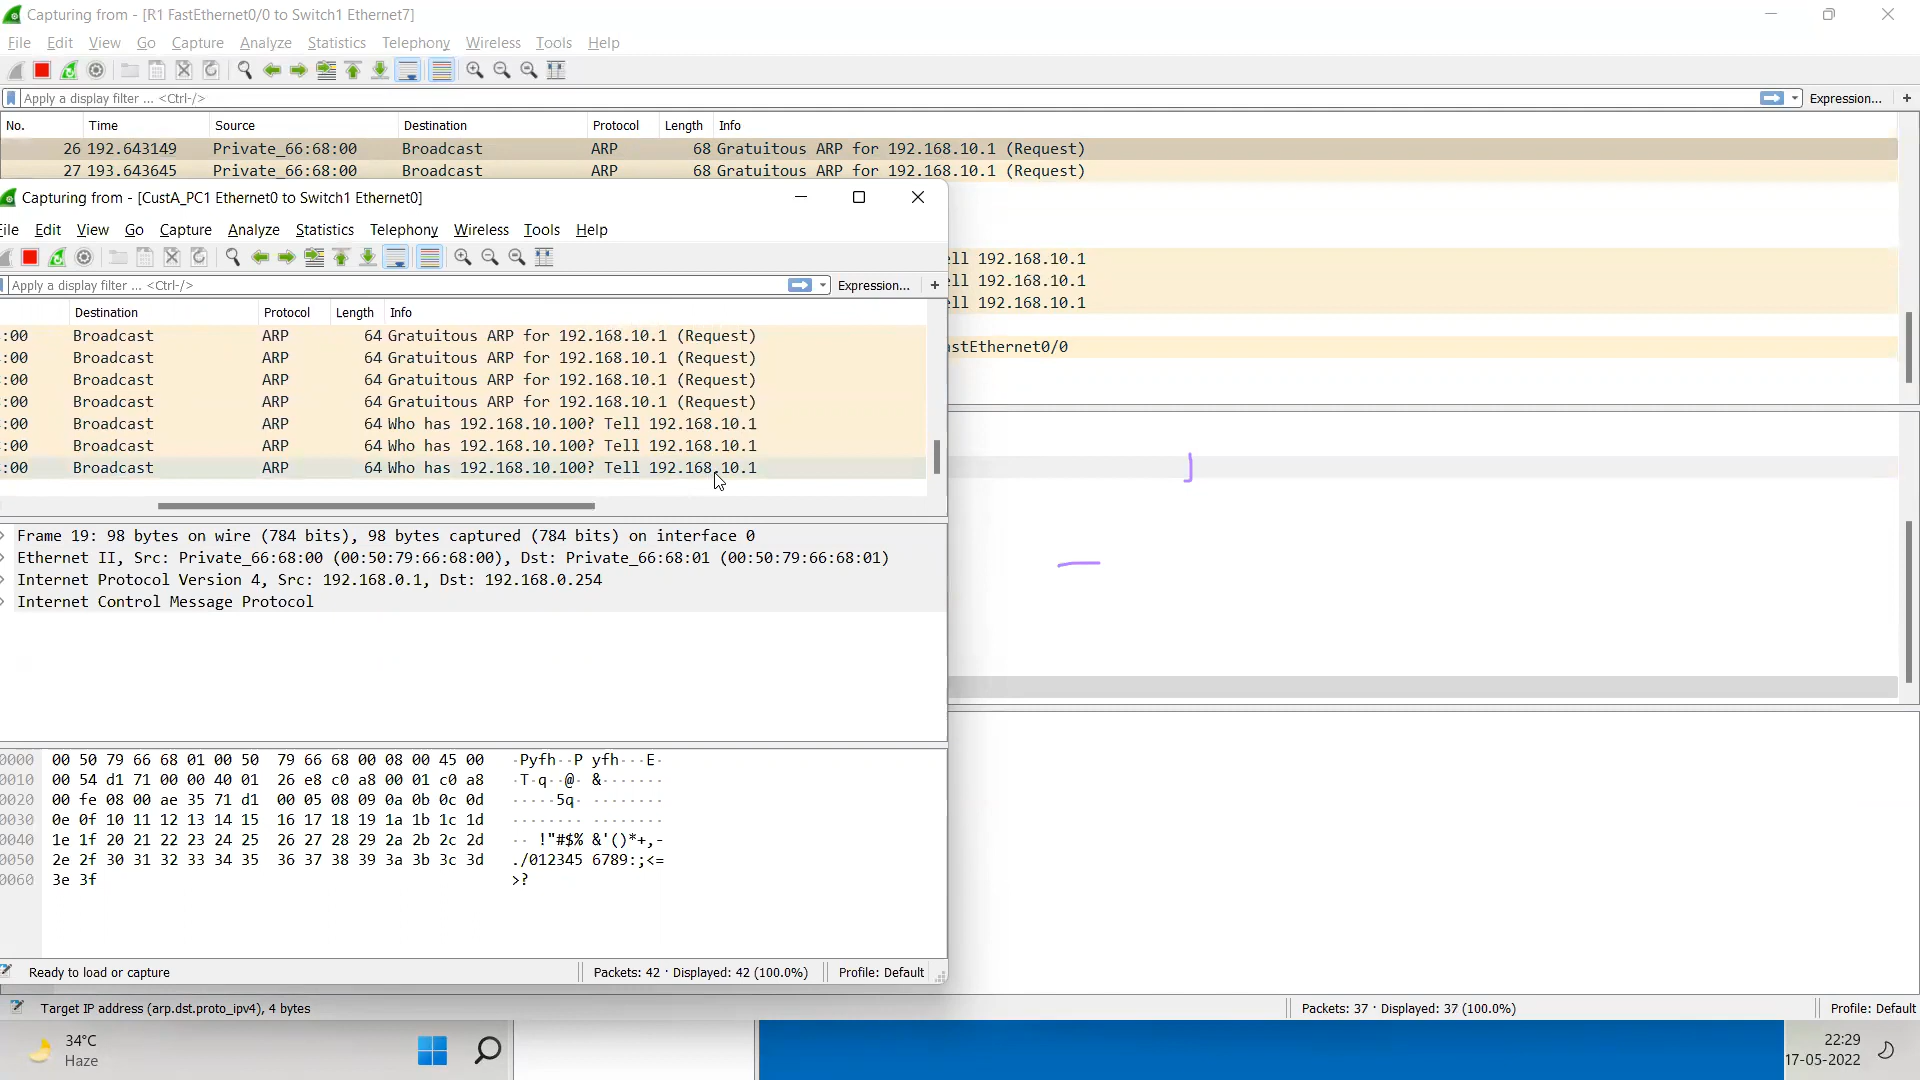 Capturing from - [R1 FastEthernet0/0 to Switch1 Ethernet7]
File Edit View Go Capture Analyze Statistics Telephony Wireless Tools Help
Apply a display filter ... <Ctrl-/> Expression... +
No. Time Source Destination Protocol Length Info
26 192.643149 Private_66:68:00 Broadcast ARP 68 Gratuitous ARP for 192.168.10.1 (Request)
27 193.643645 Private_66:68:00 Broadcast ARP 68 Gratuitous ARP for 192.168.10.1 (Request)
ell 192.168.10.1
ell 192.168.10.1
ell 192.168.10.1
astEthernet0/0
Capturing from - [CustA_PC1 Ethernet0 to Switch1 Ethernet0]
ile Edit View Go Capture Analyze Statistics Telephony Wireless Tools Help
Apply a display filter ... <Ctrl-/> Expression... +
Destination Protocol Length Info
:00 Broadcast ARP 64 Gratuitous ARP for 192.168.10.1 (Request)
:00 Broadcast ARP 64 Gratuitous ARP for 192.168.10.1 (Request)
:00 Broadcast ARP 64 Gratuitous ARP for 192.168.10.1 (Request)
:00 Broadcast ARP 64 Gratuitous ARP for 192.168.10.1 (Request)
:00 Broadcast ARP 64 Who has 192.168.10.100? Tell 192.168.10.1
:00 Broadcast ARP 64 Who has 192.168.10.100? Tell 192.168.10.1
:00 Broadcast ARP 64 Who has 192.168.10.100? Tell 192.168.10.1
Frame 19: 98 bytes on wire (784 bits), 98 bytes captured (784 bits) on interface 0
Ethernet II, Src: Private_66:68:00 (00:50:79:66:68:00), Dst: Private_66:68:01 (00:50:79:66:68:01)
Internet Protocol Version 4, Src: 192.168.0.1, Dst: 192.168.0.254
Internet Control Message Protocol
0000 00 50 79 66 68 01 00 50 79 66 68 00 08 00 45 00 ·Pyfh··P yfh···E·
0010 00 54 d1 71 00 00 40 01 26 e8 c0 a8 00 01 c0 a8 ·T·q··@· &·······
0020 00 fe 08 00 ae 35 71 d1 00 05 08 09 0a 0b 0c 0d ·····5q· ········
0030 0e 0f 10 11 12 13 14 15 16 17 18 19 1a 1b 1c 1d ········ ········
0040 1e 1f 20 21 22 23 24 25 26 27 28 29 2a 2b 2c 2d ·· !"#$% &'()*+,-
0050 2e 2f 30 31 32 33 34 35 36 37 38 39 3a 3b 3c 3d ./012345 6789:;<=
0060 3e 3f >?
Ready to load or capture Packets: 42 · Displayed: 42 (100.0%) Profile: Default
Target IP address (arp.dst.proto_ipv4), 4 bytes Packets: 37 · Displayed: 37 (100.0%) Profile: Default
34°C
Haze
22:29
17-05-2022